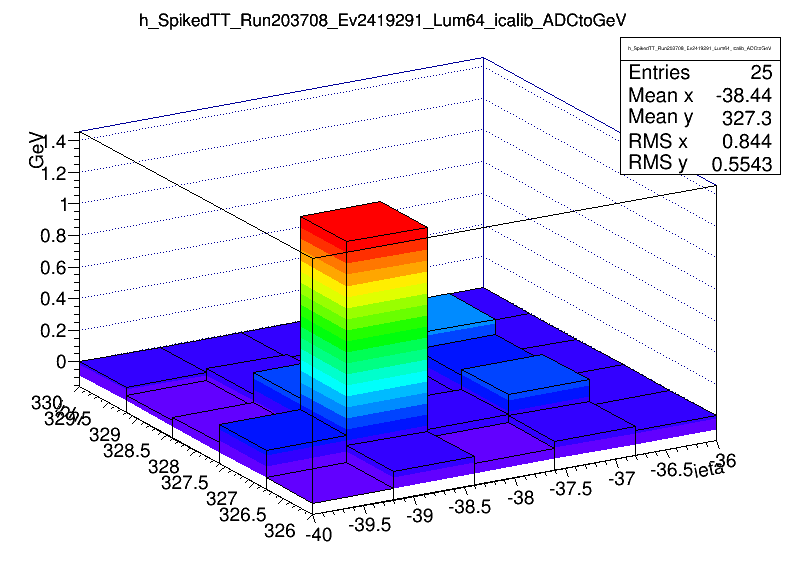 h_SpikedTT_Run203708_Ev2419291_Lum64_icalib_ADCtoGeV
h_SpikedTT_Run203708_Ev2419291_Lum64_icalib_ADCtoGeV
Entries 25
Mean x -38.44
Mean y 327.3
RMS x 0.844
RMS y 0.5543
GeV
1.4
1.2
1
0.8
0.6
0.4
0.2
0
330
329.5
329
328.5
328
327.5
327
326.5
326
-40
-39.5
-39
-38.5
-38
-37.5
-37
-36.5
-36
ieta